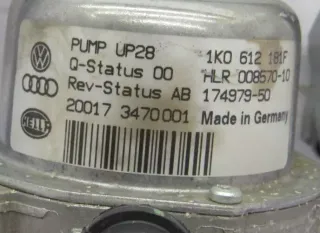 PUMP UP28 1K0 612 181F
Q-Status 00 HLR 008570-10
Rev-Status AB 174979-50
20017 3470001 Made in Germany
HELLA